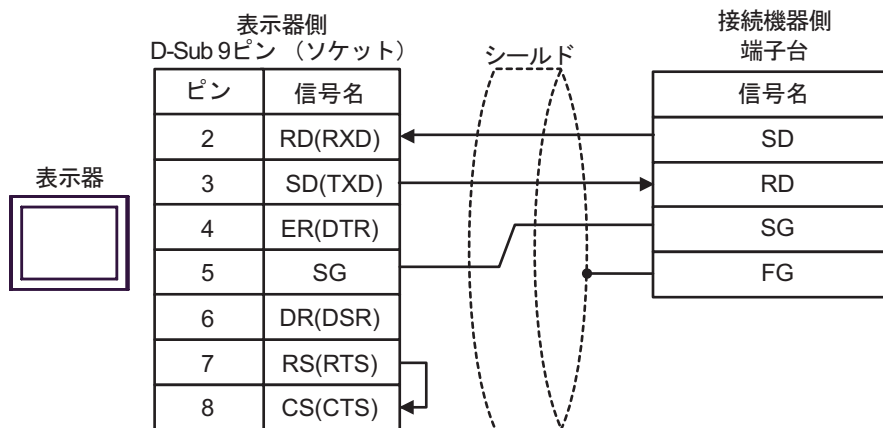 表示器側
D-Sub 9ピン （ソケット）
シールド
接続機器側
端子台
ピン 信号名
信号名
2 RD(RXD)
SD
表示器
3 SD(TXD)
RD
4 ER(DTR)
SG
5 SG
FG
6 DR(DSR)
7 RS(RTS)
8 CS(CTS)